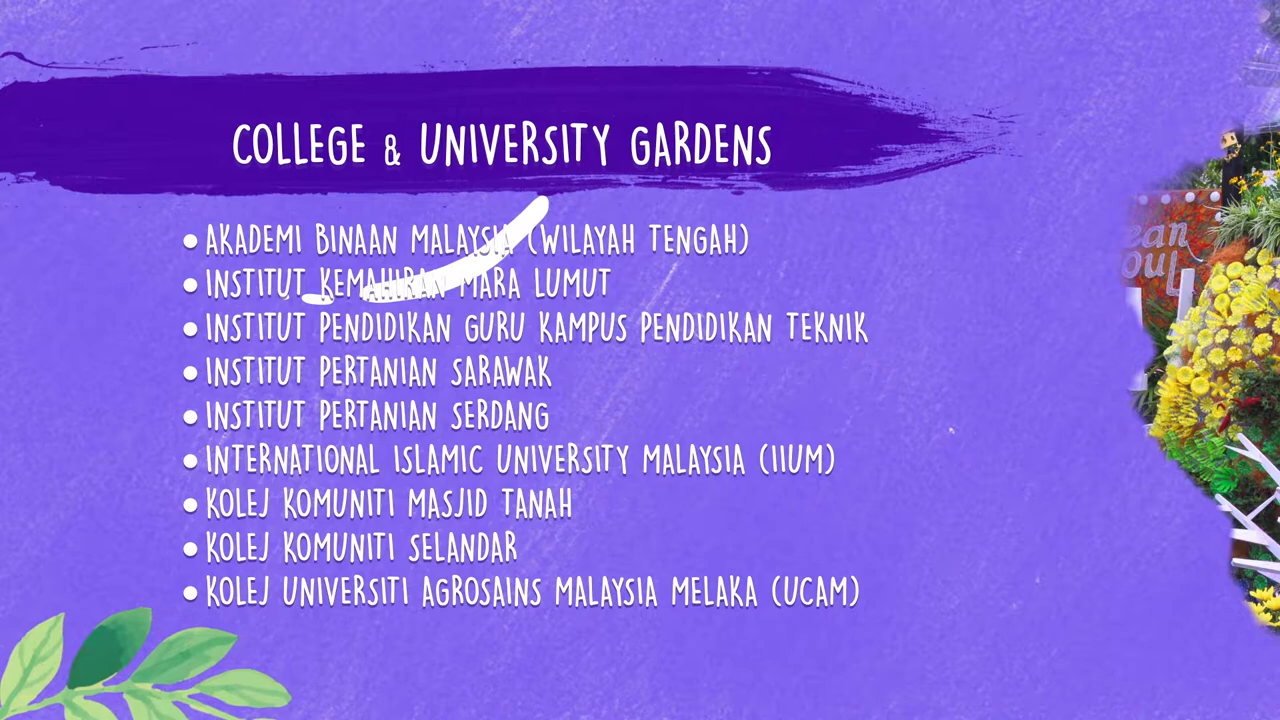 COLLEGE & UNIVERSITY GARDENS
• AKADEMI BINAAN MALAYSIA (WILAYAH TENGAH)
• INSTITUT KEMAHIRAN MARA LUMUT
• INSTITUT PENDIDIKAN GURU KAMPUS PENDIDIKAN TEKNIK
• INSTITUT PERTANIAN SARAWAK
• INSTITUT PERTANIAN SERDANG
• INTERNATIONAL ISLAMIC UNIVERSITY MALAYSIA (IIUM)
• KOLEJ KOMUNITI MASJID TANAH
• KOLEJ KOMUNITI SELANDAR
• KOLEJ UNIVERSITI AGROSAINS MALAYSIA MELAKA (UCAM)